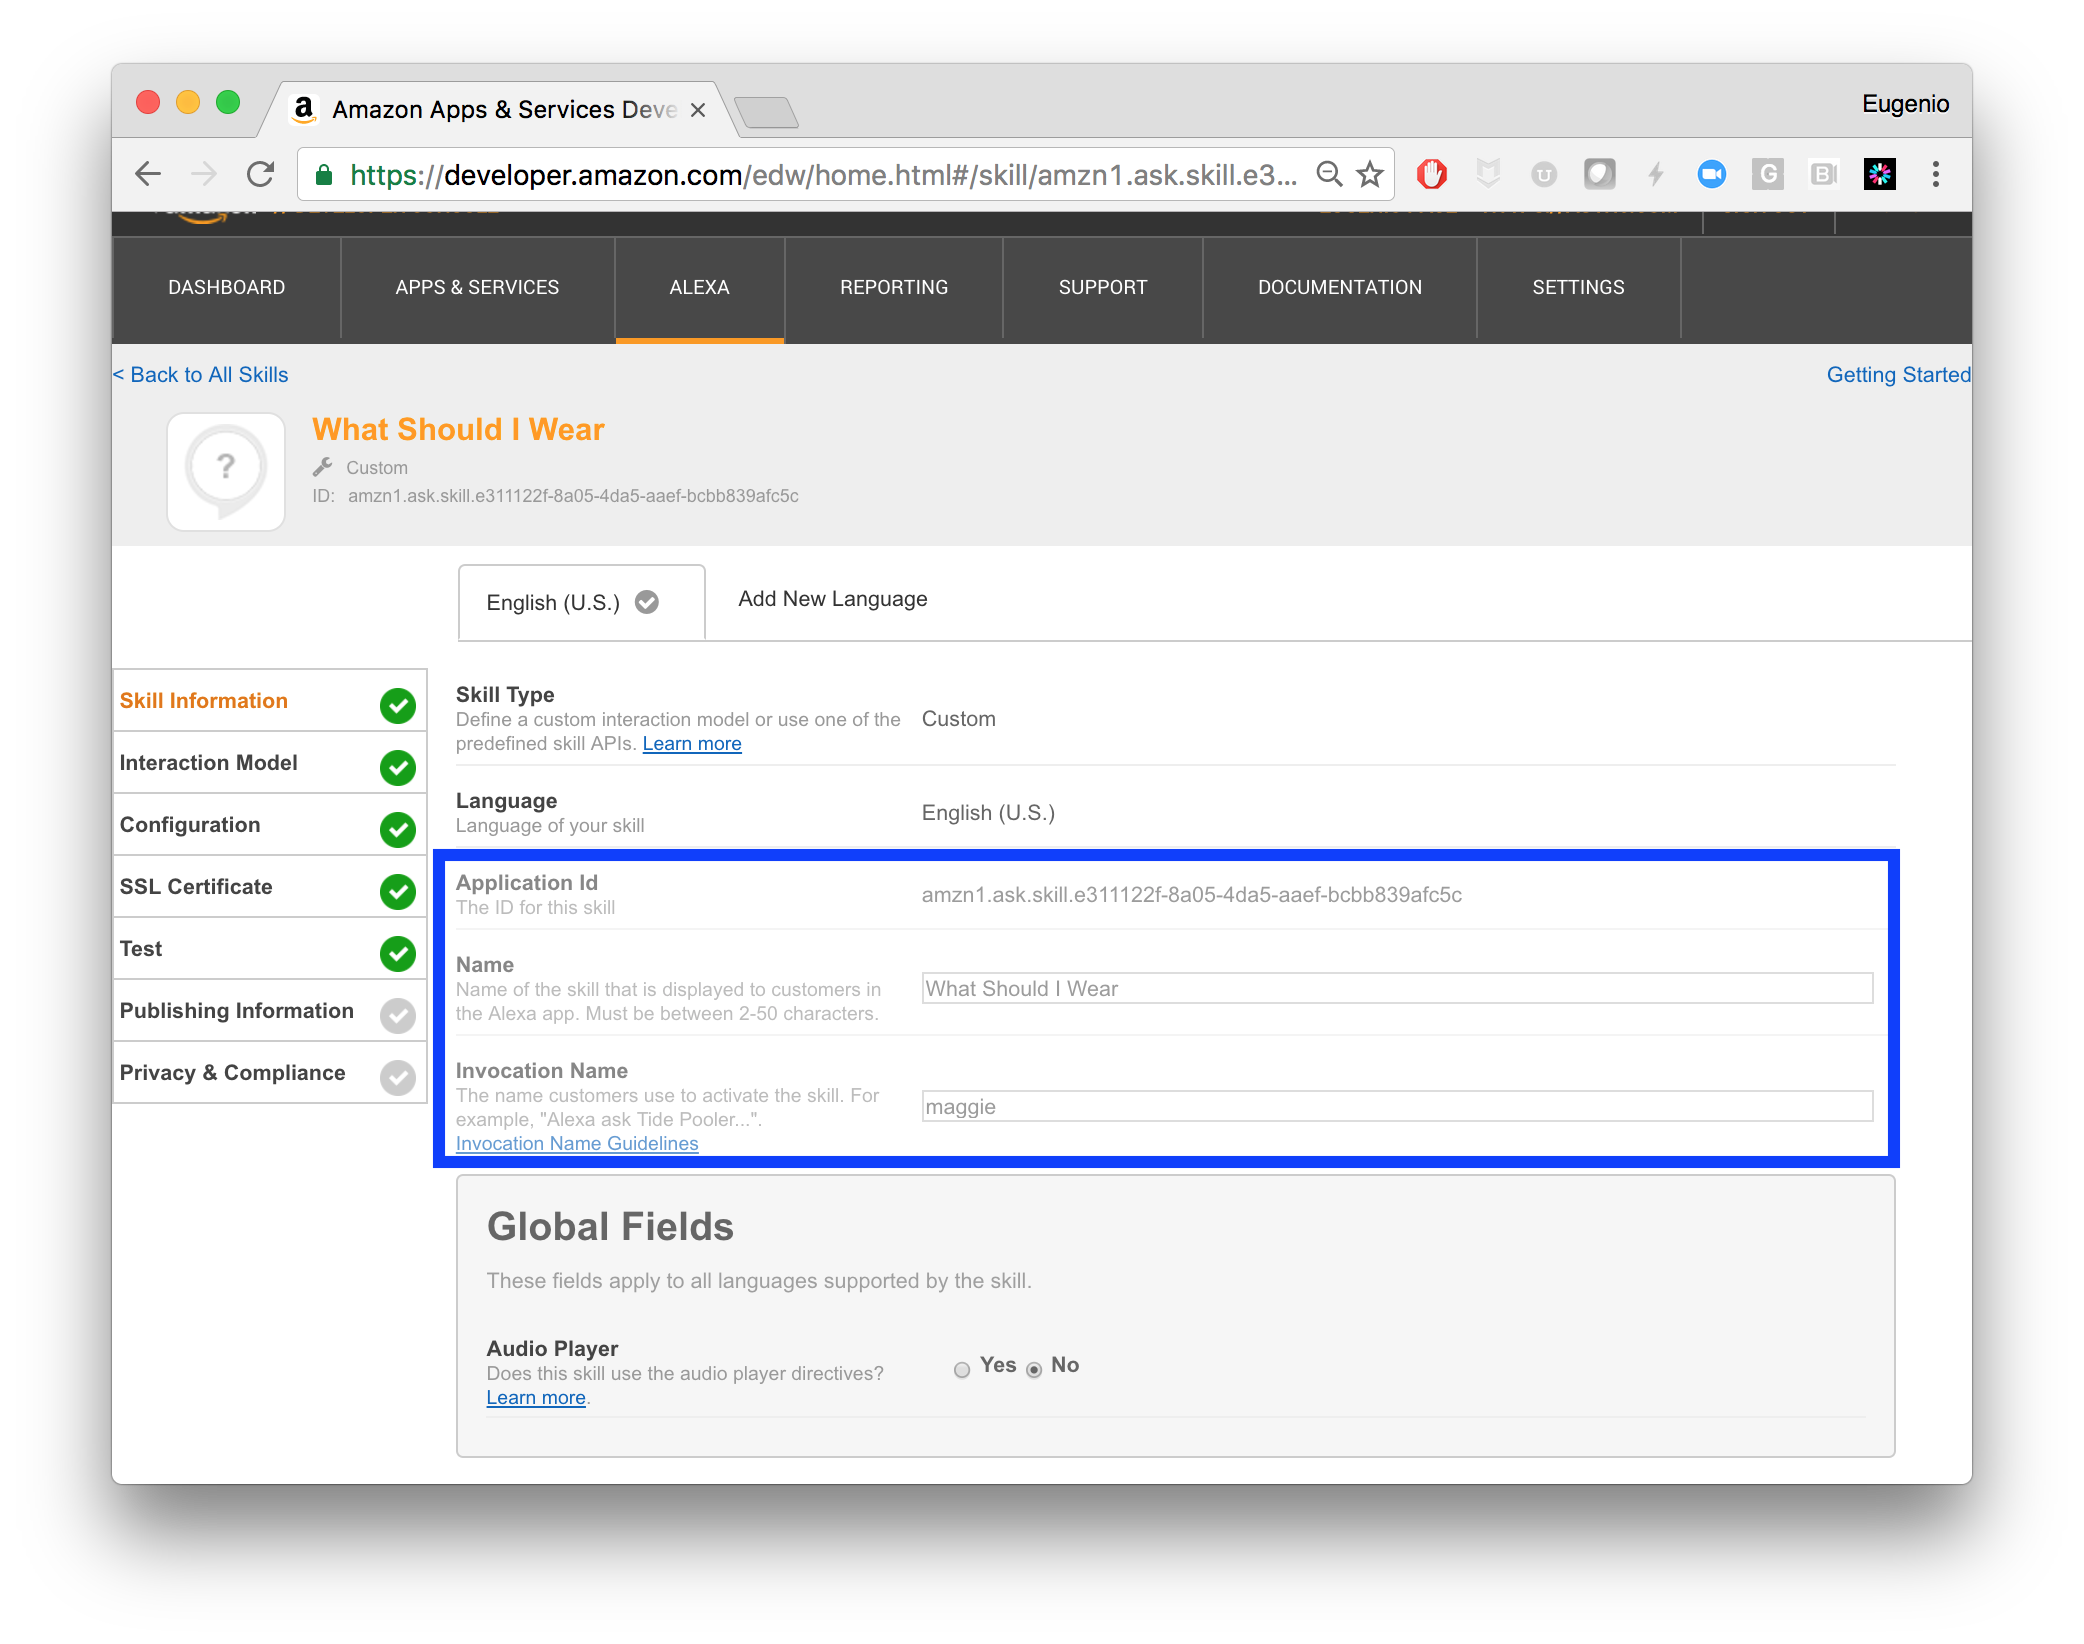 Amazon Apps & Services Deve
Eugenio
https://developer.amazon.com/edw/home.html#/skill/amzn1.ask.skill.e3...
DASHBOARD
APPS & SERVICES
ALEXA
REPORTING
SUPPORT
DOCUMENTATION
SETTINGS
< Back to All Skills
Getting Started
What Should I Wear
Custom
ID: amzn1.ask.skill.e311122f-8a05-4da5-aaef-bcbb839afc5c
English (U.S.)
Add New Language
Skill Information
Interaction Model
Configuration
SSL Certificate
Test
Publishing Information
Privacy & Compliance
Skill Type
Define a custom interaction model or use one of the
predefined skill APIs. Learn more
Custom
Language
Language of your skill
English (U.S.)
Application Id
The ID for this skill
amzn1.ask.skill.e311122f-8a05-4da5-aaef-bcbb839afc5c
Name
Name of the skill that is displayed to customers in
the Alexa app. Must be between 2-50 characters.
What Should I Wear
Invocation Name
The name customers use to activate the skill. For
example, "Alexa ask Tide Pooler...".
Invocation Name Guidelines
maggie
Global Fields
These fields apply to all languages supported by the skill.
Audio Player
Does this skill use the audio player directives?
Learn more.
Yes
No